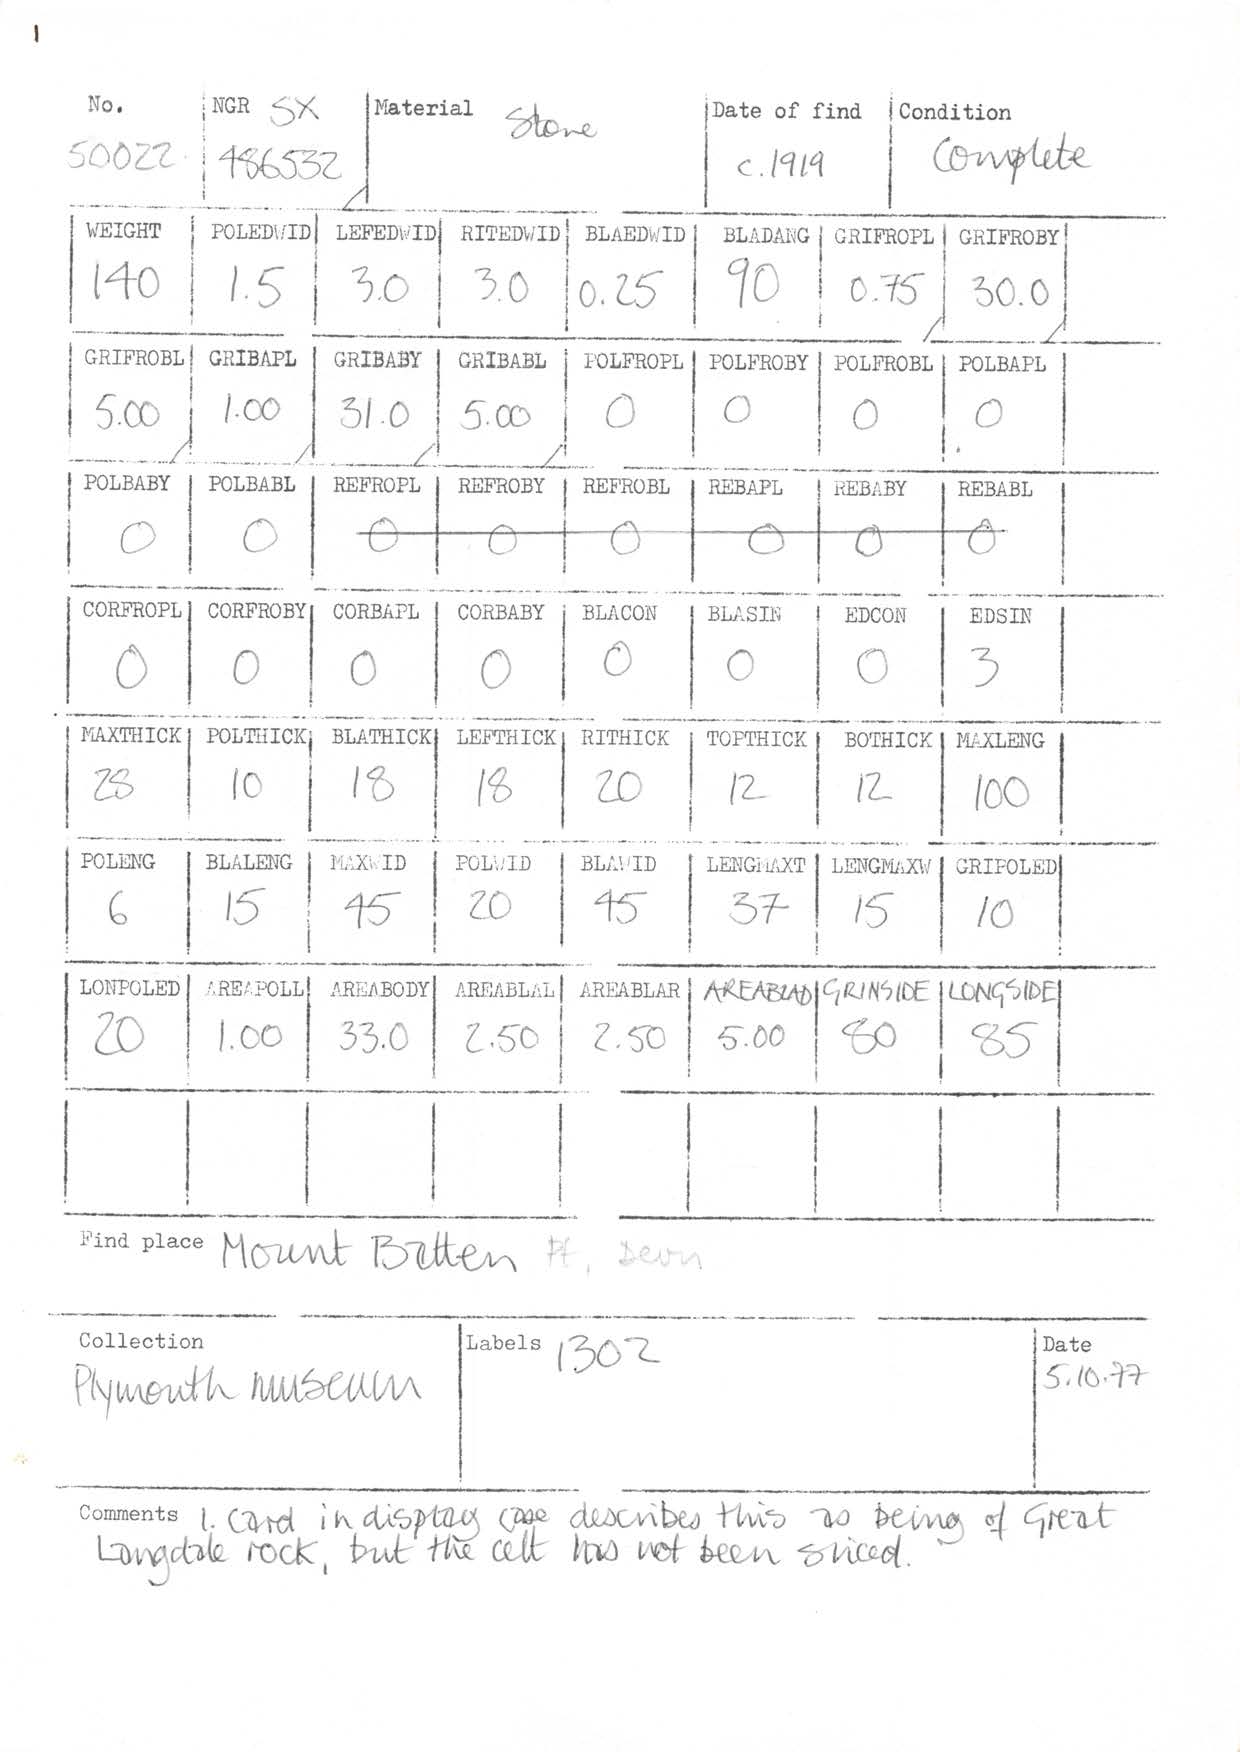 1
No. NGR SX Material Stone Date of find Condition
S0022 486532 c.1919 Complete
WEIGHT POLEDWID LEFEDWID RITEDWID BLAEDWID BLADANG GRIFROPL GRIFROBY
140 1.5 3.0 3.0 0.25 90 0.75 30.0
GRIFROBL GRIBAPL GRIBABY GRIBABL POLFROPL POLFROBY POLFROBL POLBAPL
5.00 1.00 31.0 5.00 0 0 0 0
POLBABY POLBABL REFROPL REFROBY REFROBL REBAPL REBABY REBABL
0 0 0 0 0 0 0 0
CORFROPL CORFROBY CORBAPL CORBABY BLACON BLASIN EDCON EDSIN
0 0 0 0 0 0 0 3
MAXTHICK POLTHICK BLATHICK LEFTHICK RITHICK TOPTHICK BOTHICK MAXLENG
28 10 18 18 20 12 12 100
POLENG BLALENG MAXWID POLWID BLAWID LENGMAXT LENGMAXW GRIPOLED
6 15 45 20 45 37 15 10
LONPOLED AREAPOLL AREABODY AREABLAL AREABLAR AREABLAD GRINSIDE LONGSIDE
20 1.00 33.0 2.50 2.50 5.00 80 85
Find place Mount Batten Pt, Devon
Collection Labels 1302 Date
Plymouth museum 5.10.77
Comments 1. Card in display case describes this as being of Great
Langdale rock, but the celt has not been sliced.